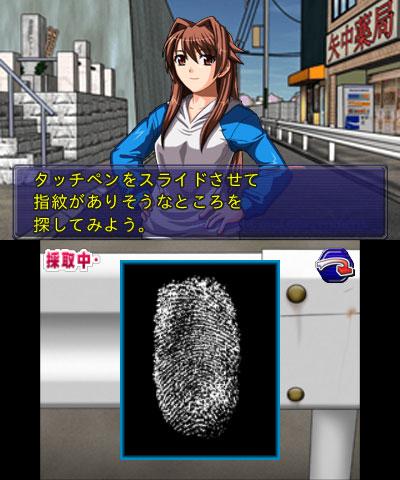 矢中薬局
タッチペンをスライドさせて
指紋がありそうなところを
探してみよう。
採取中・